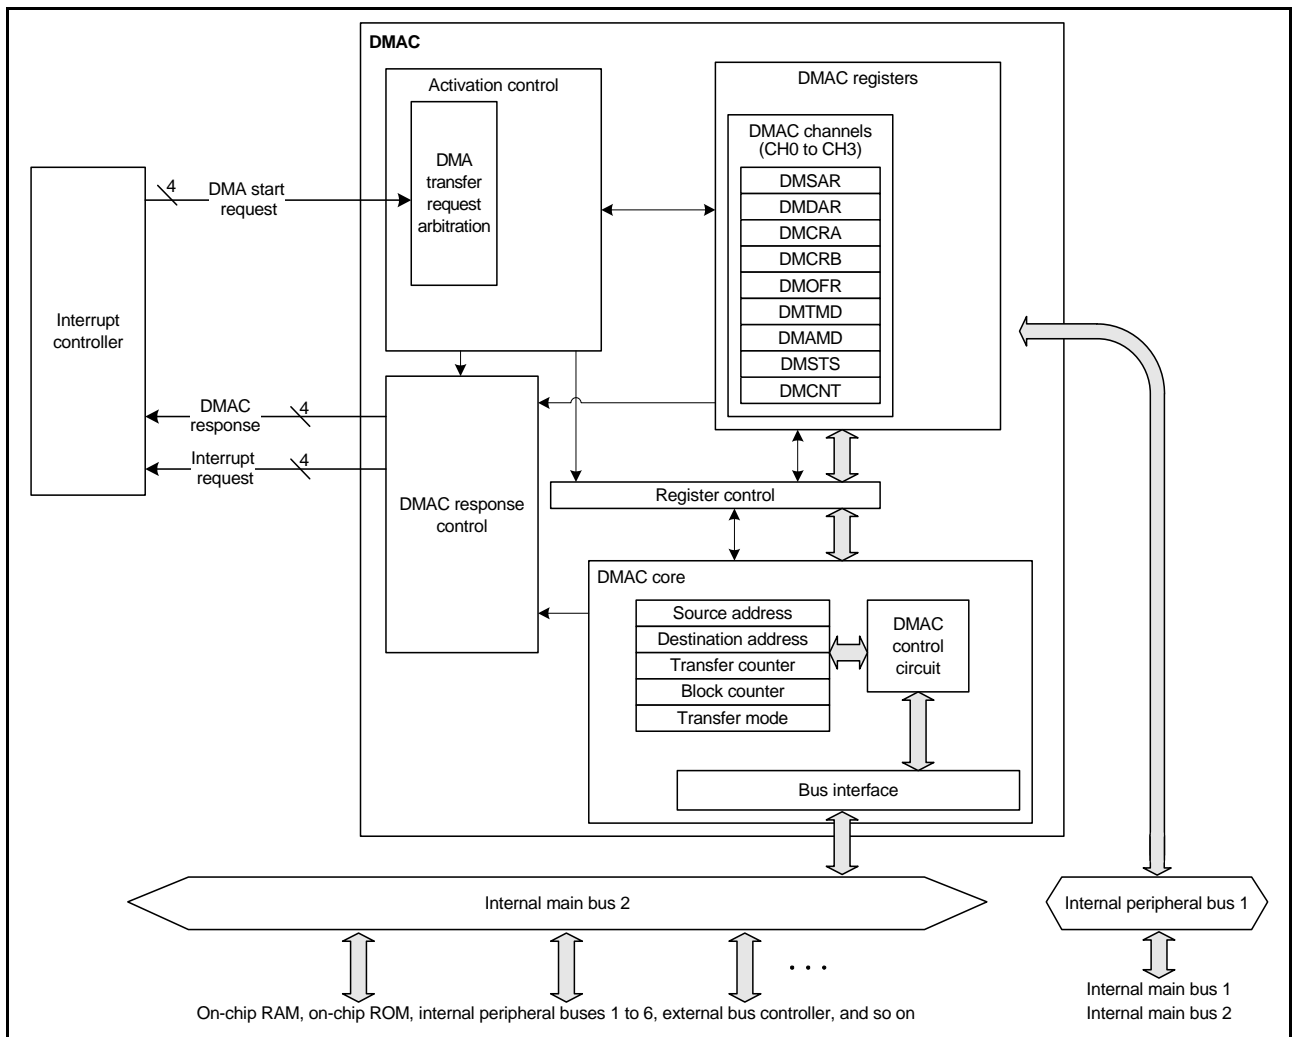 DMAC
Activation control
DMA
transfer
request
arbitration
DMAC registers
DMAC channels
(CH0 to CH3)
DMSAR
DMDAR
DMCRA
DMCRB
DMOFR
DMTMD
DMAMD
DMSTS
DMCNT
Interrupt
controller
4
DMA start
request
DMAC
response
4
Interrupt
request
4
DMAC response
control
Register control
DMAC core
Source address
Destination address
Transfer counter
Block counter
Transfer mode
DMAC
control
circuit
Bus interface
Internal main bus 2
Internal peripheral bus 1
. . .
On-chip RAM, on-chip ROM, internal peripheral buses 1 to 6, external bus controller, and so on
Internal main bus 1
Internal main bus 2